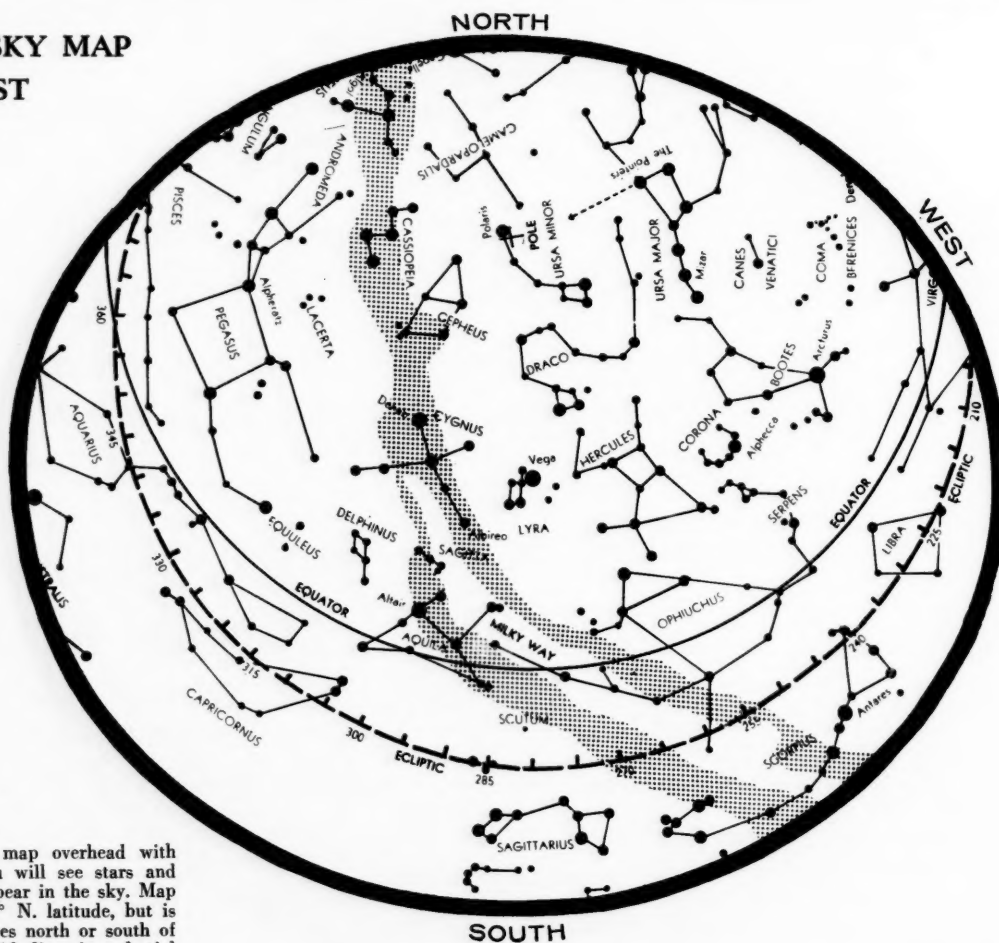 SKY MAP
NORTH
ANDROMEDA
CAMELOPARDALIS
The Pointers
PISCES
CASSIOPEIA
Polaris
POLE
URSA MINOR
URSA MAJOR
Mizar
CANES
VENATICI
COMA
BERENICES
WEST
360
PEGASUS
Alpheratz
LACERTA
CEPHEUS
DRACO
BOOTES
Arcturus
AQUARIUS
345
CYGNUS
Vega
LYRA
HERCULES
CORONA
Alphecca
210
ECLIPTIC
EQUULEUS
DELPHINUS
Albireo
SERPENS
EQUATOR
LIBRA
225
330
EQUATOR
Altair
AQUILA
MILKY WAY
OPHIUCHUS
240
315
CAPRICORNUS
300
ECLIPTIC
285
SCUTUM
270
255
Antares
SCORPIUS
SAGITTARIUS
SOUTH
map overhead with
will see stars and
pear in the sky. Map
° N. latitude, but is
es north or south of